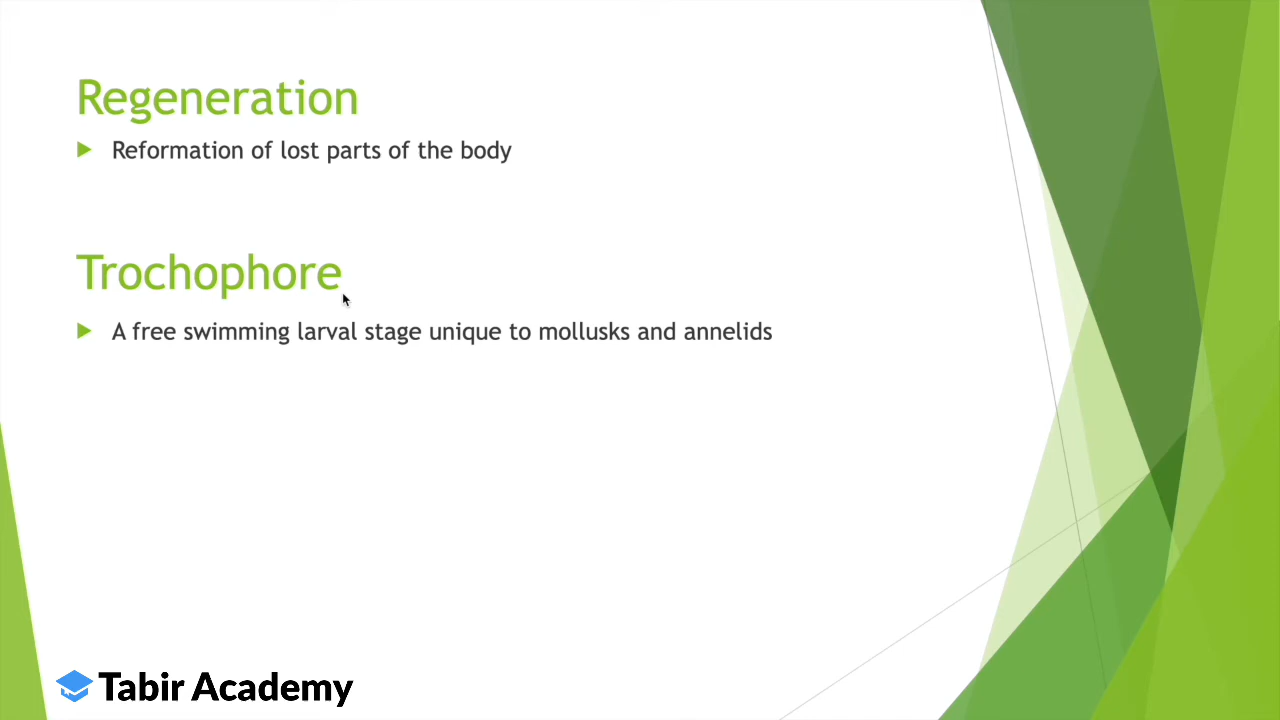 Regeneration
Reformation of lost parts of the body
Trochophore
A free swimming larval stage unique to mollusks and annelids
Tabir Academy